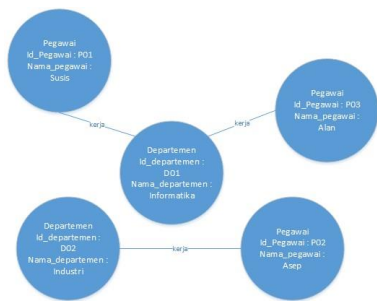 Pegawai
Id_Pegawai : P01
Nama_pegawai :
Susis
Pegawai
Id_Pegawai : P03
Nama_pegawai :
Alan
kerja
kerja
Departemen
Id_departemen :
D01
Nama_departemen :
Informatika
Departemen
Id_departemen :
D02
Nama_departemen :
Industri
kerja
Pegawai
Id_Pegawai : P02
Nama_pegawai :
Asep